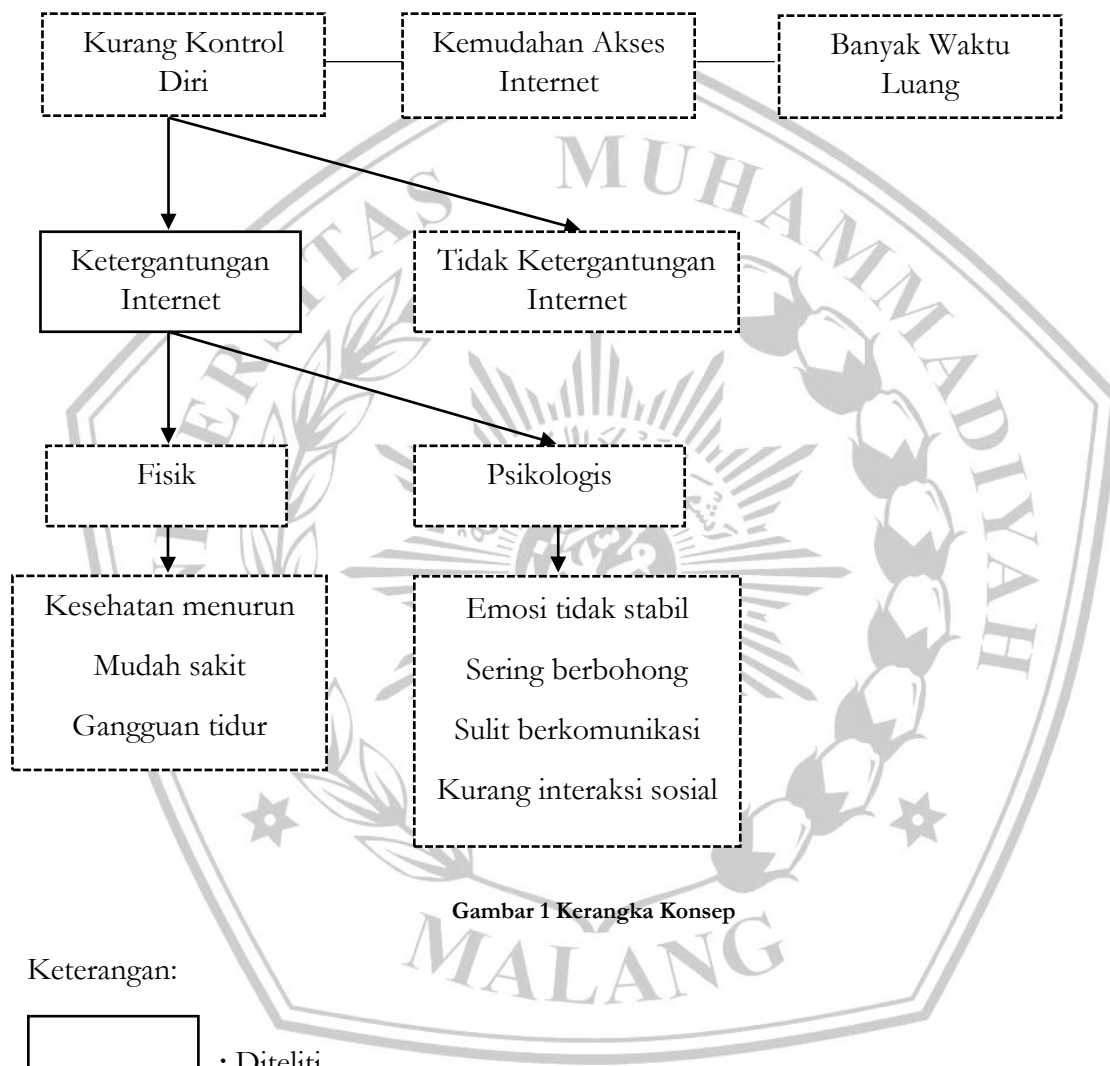 Kurang Kontrol
Diri
Kemudahan Akses
Internet
Banyak Waktu
Luang
Ketergantungan
Internet
Tidak Ketergantungan
Internet
Fisik
Psikologis
Kesehatan menurun
Mudah sakit
Gangguan tidur
Emosi tidak stabil
Sering berbohong
Sulit berkomunikasi
Kurang interaksi sosial
Gambar 1 Kerangka Konsep
Keterangan:
: Diteliti
UNIVERSITAS MUHAMMADIYAH
MALANG